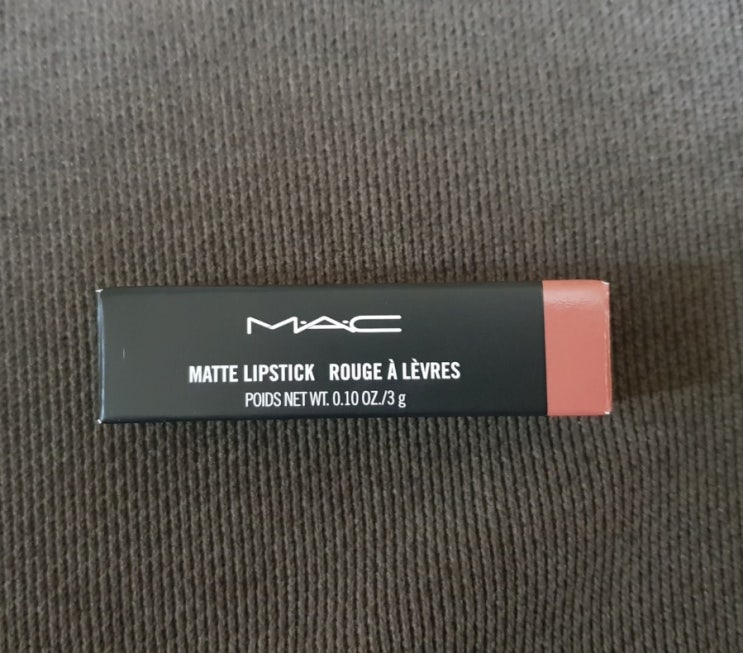 M·A·C
MATTE LIPSTICK ROUGE À LÈVRES
POIDS NET WT. 0.10 OZ./3 g